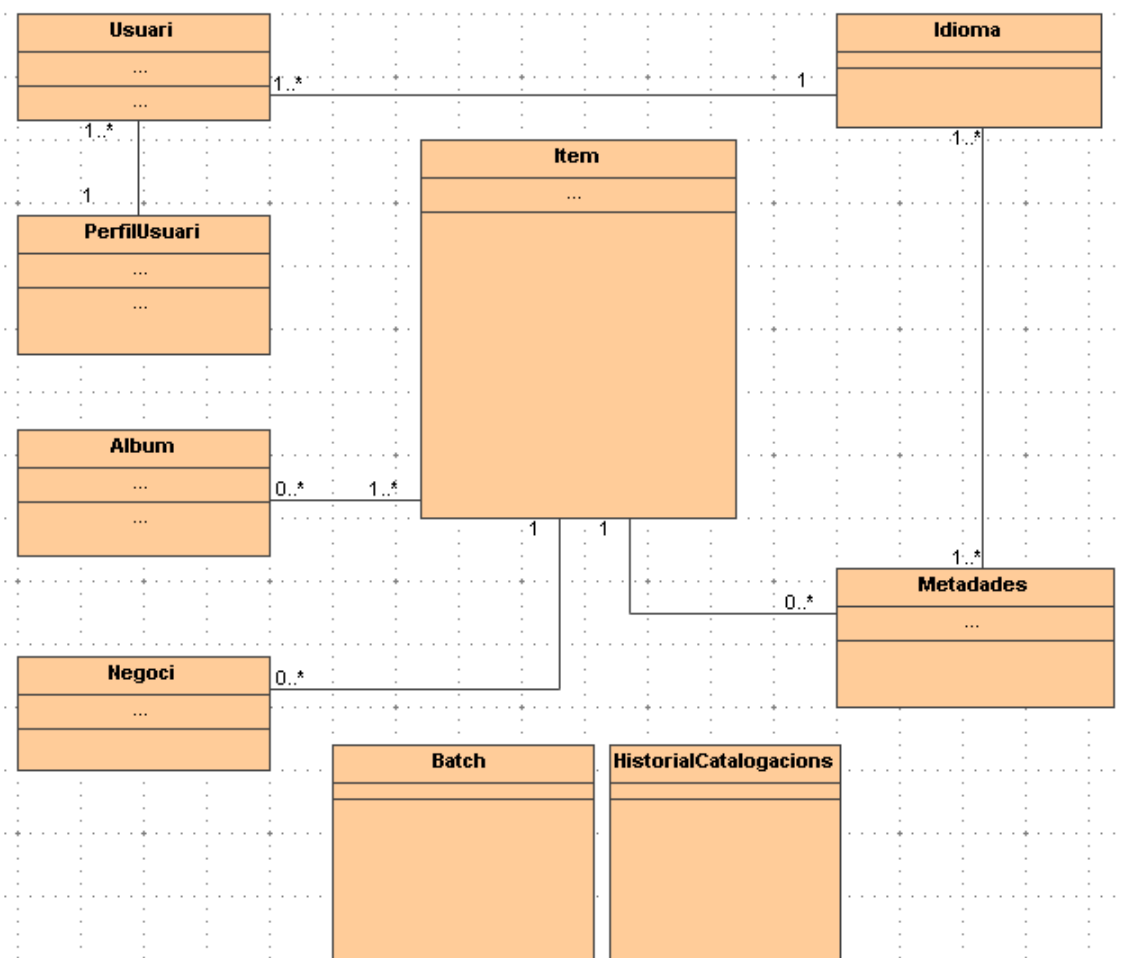 Usuari
...
...
1..*
1
Idioma
1..*
1..*
Item
...
1
PerfilUsuari
...
...
Album
...
...
0..*
1..*
1
1
1..*
Metadades
...
0..*
Negoci
...
0..*
Batch
HistorialCatalogacions